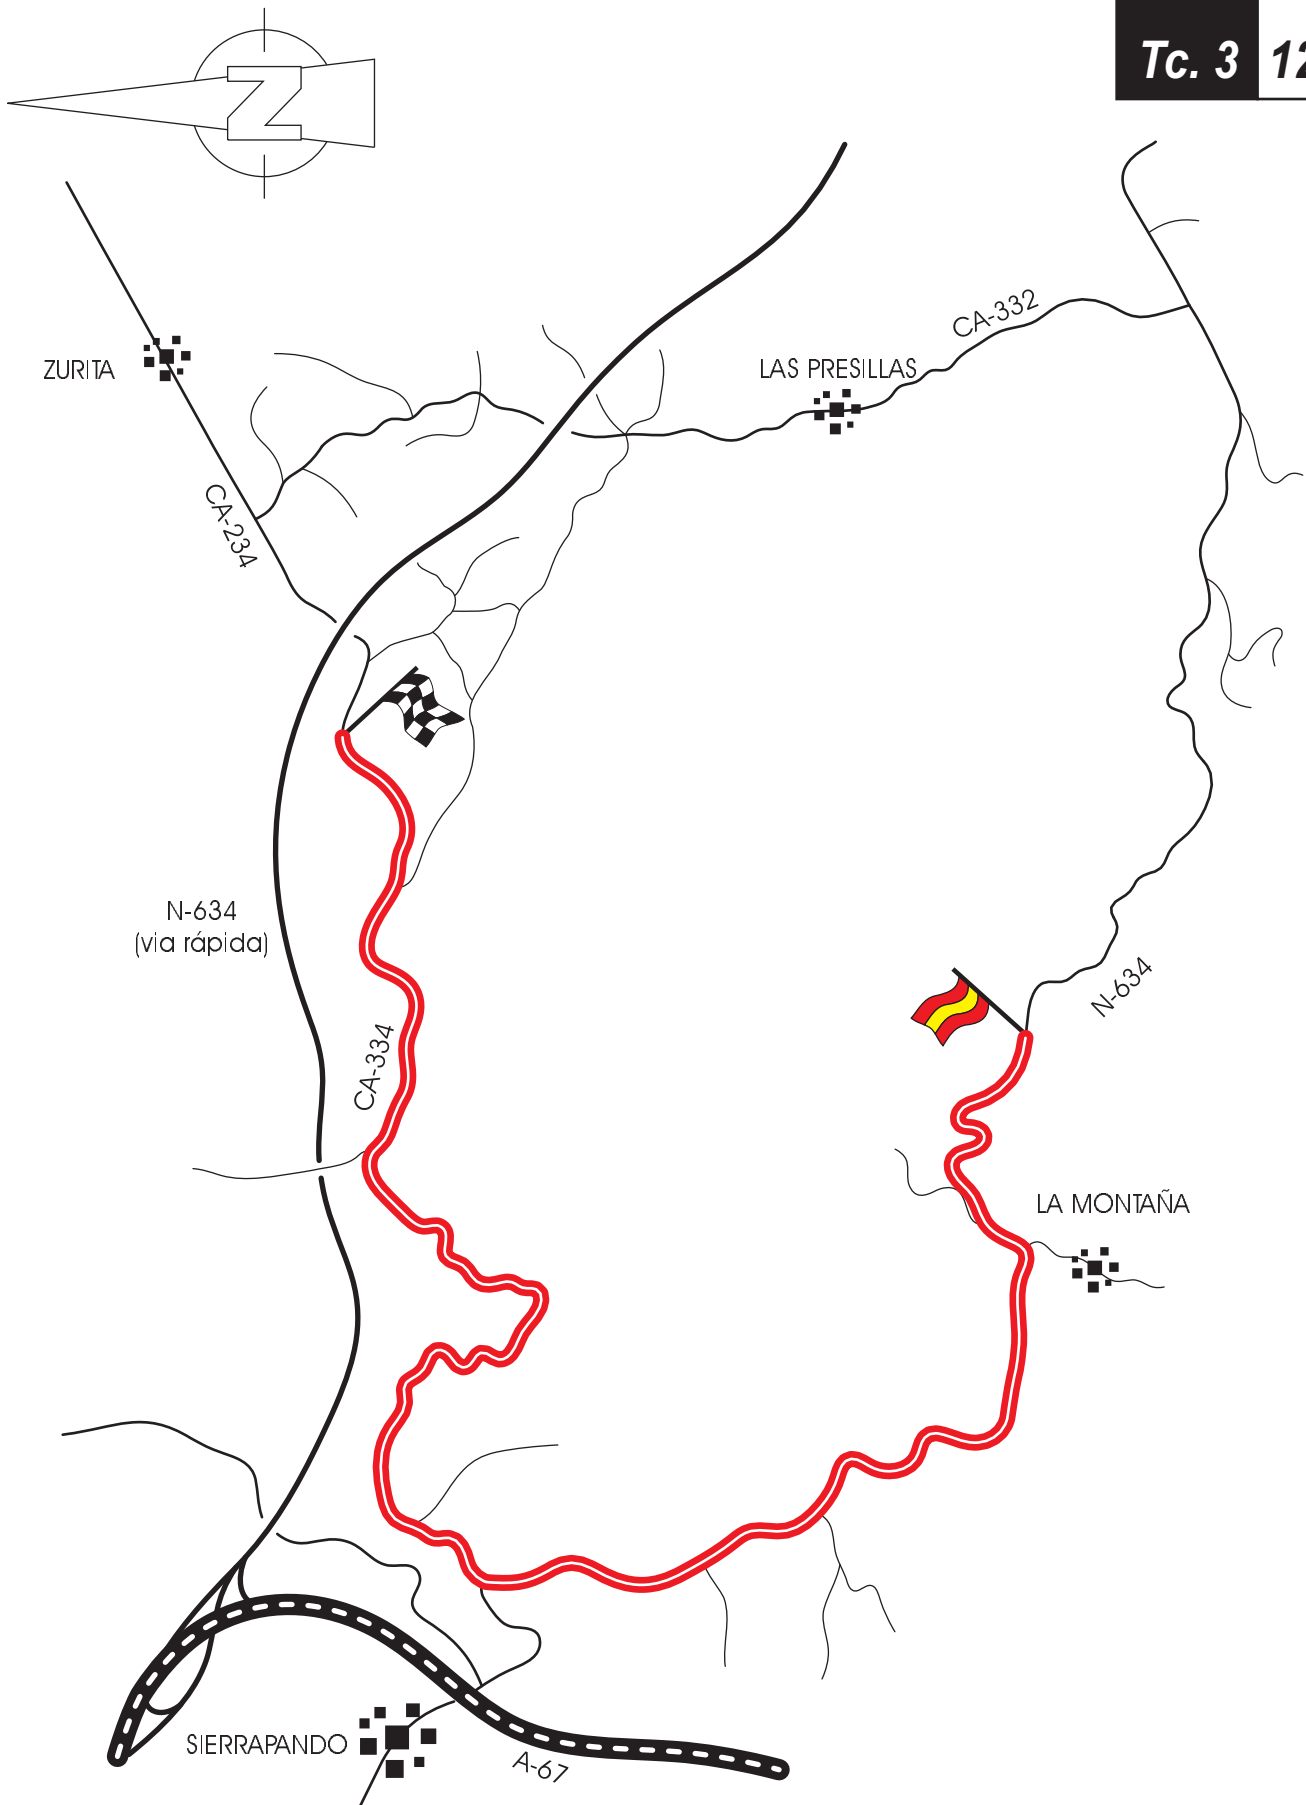 Tc. 3 12
N
CA-332
LAS PRESILLAS
ZURITA
CA-234
N-634
(via rápida)
N-634
CA-334
LA MONTAÑA
SIERRAPANDO
A-67